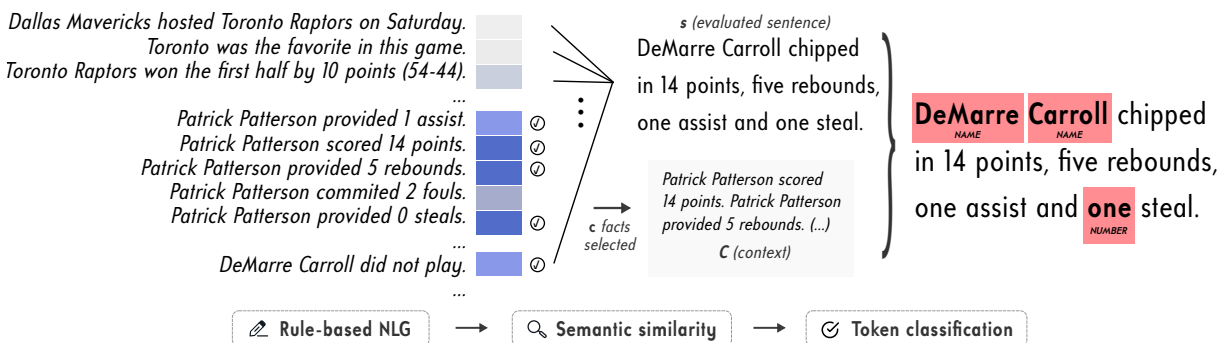 Dallas Mavericks hosted Toronto Raptors on Saturday.
Toronto was the favorite in this game.
Toronto Raptors won the first half by 10 points (54-44).
...
Patrick Patterson provided 1 assist.
Patrick Patterson scored 14 points.
Patrick Patterson provided 5 rebounds.
Patrick Patterson commited 2 fouls.
Patrick Patterson provided 0 steals.
...
DeMarre Carroll did not play.
...
c facts
selected
s (evaluated sentence)
DeMarre Carroll chipped
in 14 points, five rebounds,
one assist and one steal.
Patrick Patterson scored
14 points. Patrick Patterson
provided 5 rebounds. (...)
C (context)
DeMarre Carroll chipped
NAME NAME
in 14 points, five rebounds,
one assist and one steal.
NUMBER
Rule-based NLG
Semantic similarity
Token classification